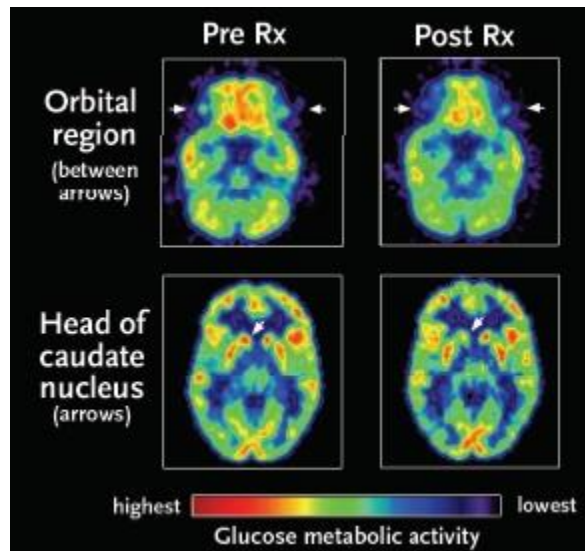 Pre Rx
Post Rx
Orbital
region
(between
arrows)
Head of
caudate
nucleus
(arrows)
highest
lowest
Glucose metabolic activity